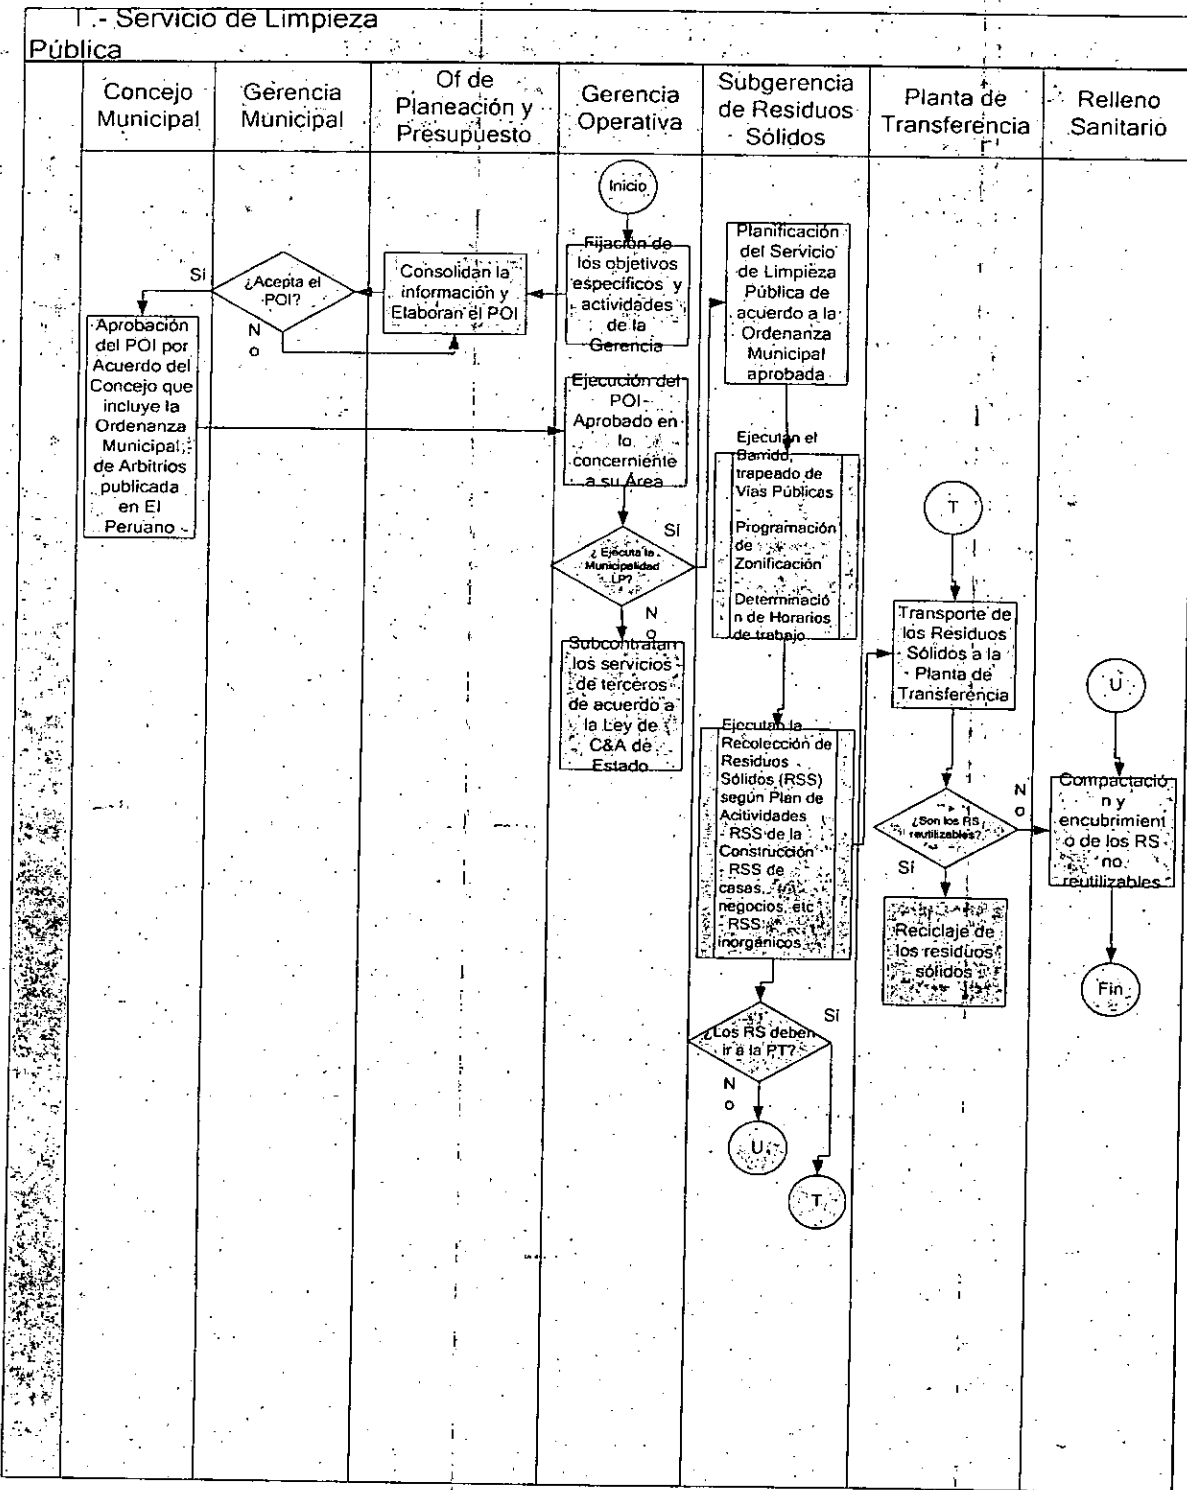 1.- Servicio de Limpieza
Pública
Concejo
Municipal
Gerencia
Municipal
Of de
Planeación y
Presupuesto
Gerencia
Operativa
Subgerencia
de Residuos
Sólidos
Planta de
Transferencia
Relleno
Sanitario
Inicio
Fijación de
los objetivos
especificos y
actividades
de la
Gerencia
Consolidan la
información y
Elaboran el POI
¿Acepta el
POI?
Sí
N
o
Aprobación
del POI por
Acuerdo del
Concejo que
incluye la
Ordenanza
Municipal
de Arbitrios
publicada
en El
Peruano
Ejecución del
POI
Aprobado en
lo
concerniente
a su Area
¿ Ejecuta la
Municipalidad
LP?
Sí
N
o
Subcontratan
los servicios
de terceros
de acuerdo a
la Ley de
C&A de
Estado
Planificación
del Servicio
de Limpieza
Pública de
acuerdo a la
Ordenanza
Municipal
aprobada
Ejecutan el
Barrido,
trapeado de
Vías Públicas
-
Programación
de
Zonificación
-
Determinació
n de Horarios
de trabajo
Ejecutan la
Recolección de
Residuos
Sólidos (RSS)
según Plan de
Acitividades
- RSS de la
Construcción
- RSS de
casas,
negocios, etc
- RSS
inorgánicos
¿Los RS deben
ir a la PT?
Sí
N
o
U
T
T
Transporte de
los Residuos
Sólidos a la
Planta de
Transferencia
¿Son los RS
reutilizables?
N
o
Sí
Reciclaje de
los residuos
sólidos
U
Compactació
n y
encubrimient
o de los RS
no
reutilizables
Fin